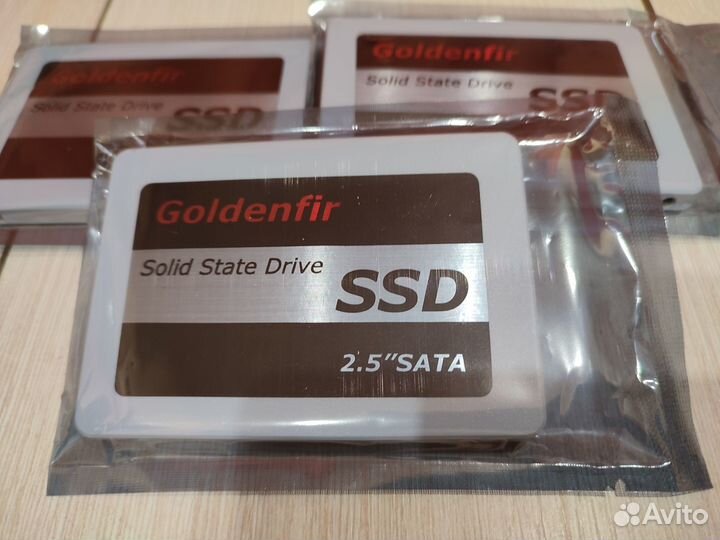 Goldenfir
Solid State Drive
SSD
Goldenfir
Solid State Drive
SSD
Goldenfir
Solid State Drive
SSD
2.5"SATA
Avito